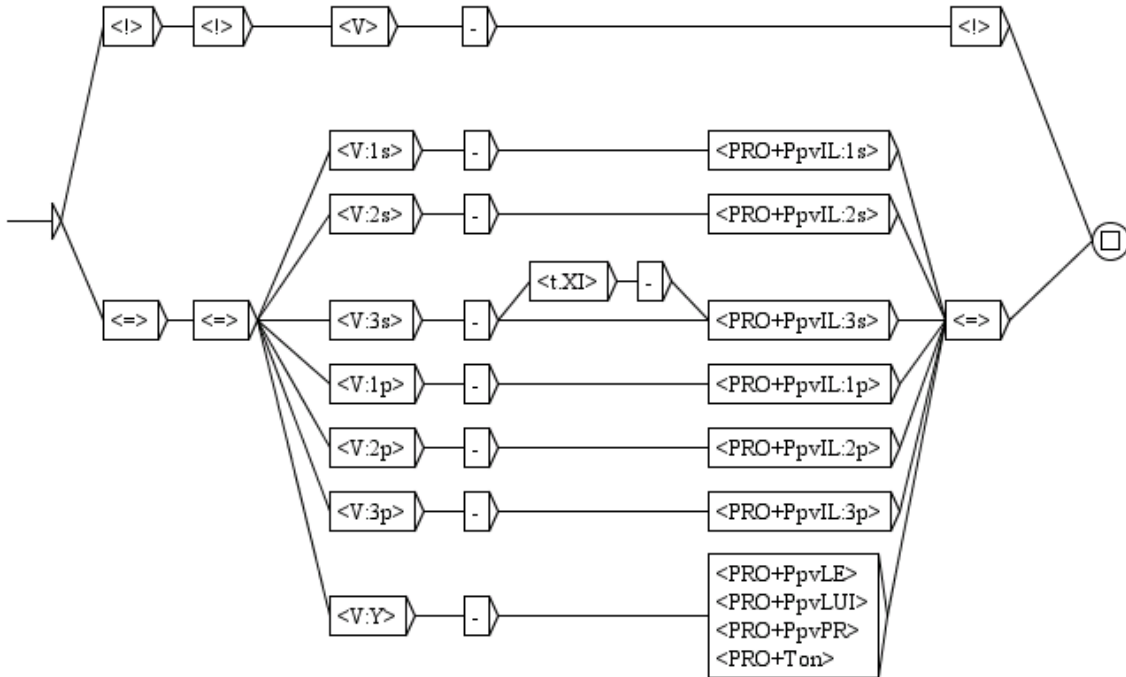 <!> <!> <V> - <!>
<V:1s> - <PRO+PpvIL:1s>
<V:2s> - <PRO+PpvIL:2s>
<t.XI> -
<=> <=> <V:3s> - <PRO+PpvIL:3s> <=>
<V:1p> - <PRO+PpvIL:1p>
<V:2p> - <PRO+PpvIL:2p>
<V:3p> - <PRO+PpvIL:3p>
<V:Y> -
<PRO+PpvLE>
<PRO+PpvLUI>
<PRO+PpvPR>
<PRO+Ton>